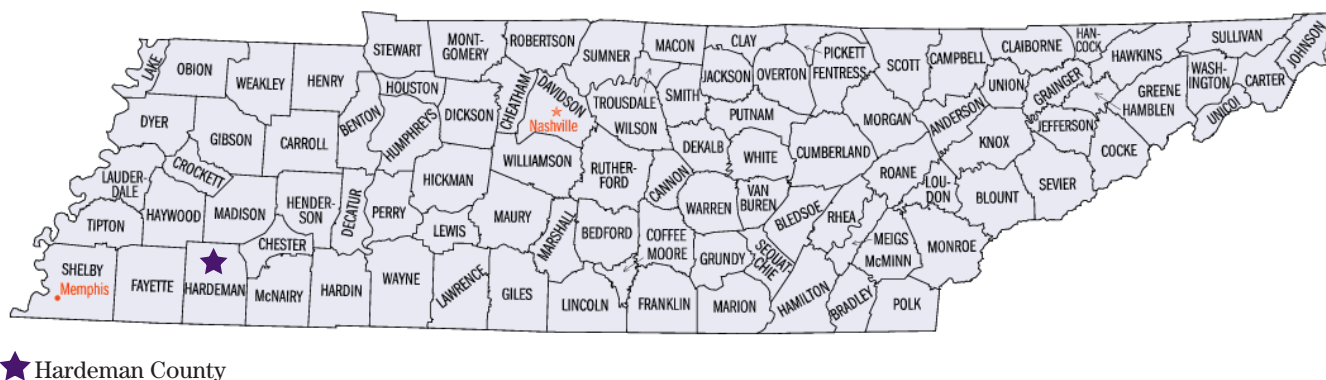 LAKE
OBION
WEAKLEY
HENRY
STEWART
MONT-
GOMERY
ROBERTSON
SUMNER
MACON
CLAY
PICKETT
FENTRESS
SCOTT
CAMPBELL
CLAIBORNE
HAN-
COCK
HAWKINS
SULLIVAN
JOHNSON
HOUSTON
BENTON
HUMPHREYS
DICKSON
CHEATHAM
DAVIDSON
Nashville
TROUSDALE
WILSON
SMITH
JACKSON
OVERTON
PUTNAM
MORGAN
ANDERSON
UNION
GRAINGER
HAMBLEN
GREENE
WASH-
INGTON
CARTER
UNICOI
DYER
GIBSON
CARROLL
CROCKETT
LAUDER-
DALE
TIPTON
HAYWOOD
MADISON
HENDER-
SON
DECATUR
PERRY
HICKMAN
WILLIAMSON
RUTHER-
FORD
CANNON
DEKALB
WHITE
CUMBERLAND
ROANE
LOU-
DON
KNOX
JEFFERSON
COCKE
SEVIER
BLOUNT
CHESTER
LEWIS
MAURY
MARSHALL
BEDFORD
COFFEE
MOORE
WARREN
VAN
BUREN
BLEDSOE
RHEA
MEIGS
McMINN
MONROE
SHELBY
Memphis
FAYETTE
HARDEMAN
McNAIRY
HARDIN
WAYNE
LAWRENCE
GILES
LINCOLN
FRANKLIN
GRUNDY
SEQUAT-
CHIE
MARION
HAMILTON
BRADLEY
POLK
Hardeman County